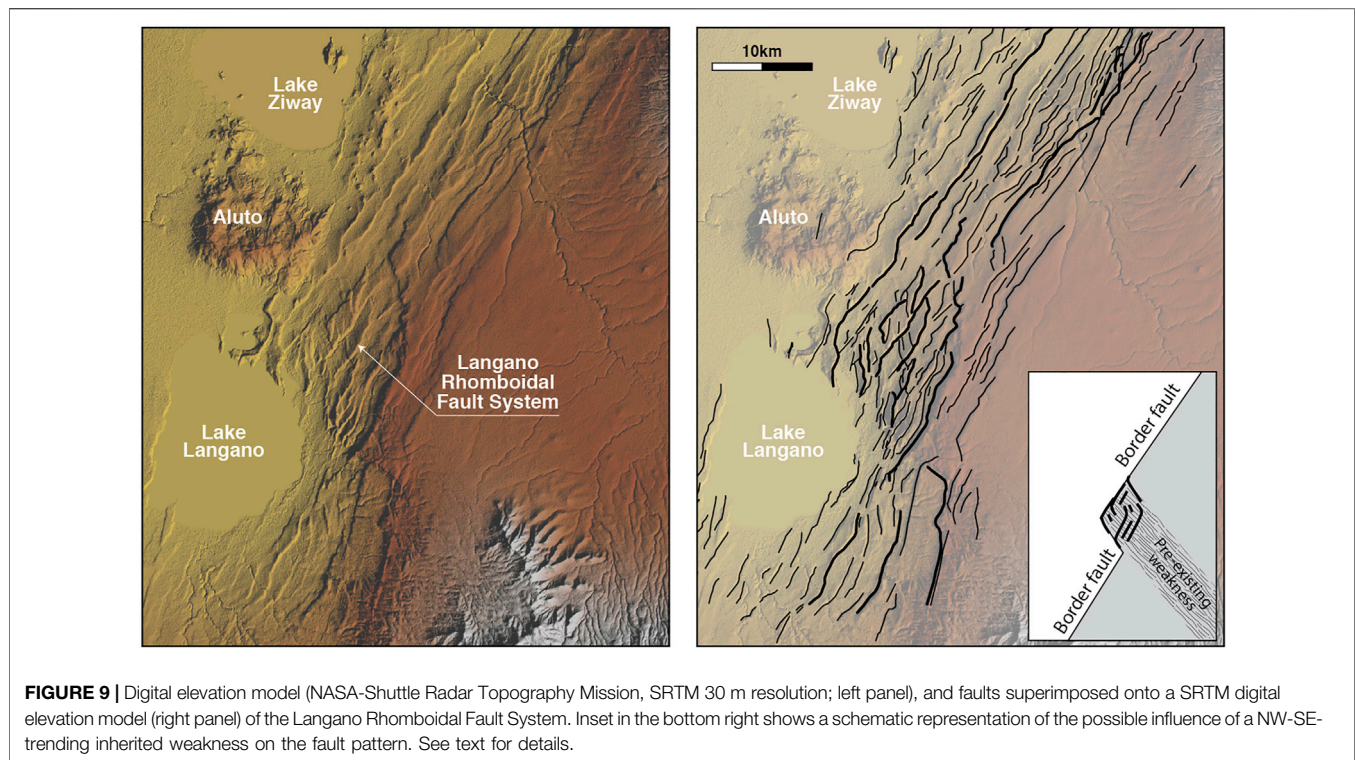 Lake
Ziway
Aluto
Langano
Rhomboidal
Fault System
Lake
Langano
10km
Lake
Ziway
Aluto
Lake
Langano
Border fault
Pre-existing
weakness
Border fault
FIGURE 9 | Digital elevation model (NASA-Shuttle Radar Topography Mission, SRTM 30 m resolution; left panel), and faults superimposed onto a SRTM digital
elevation model (right panel) of the Langano Rhomboidal Fault System. Inset in the bottom right shows a schematic representation of the possible influence of a NW-SE-
trending inherited weakness on the fault pattern. See text for details.